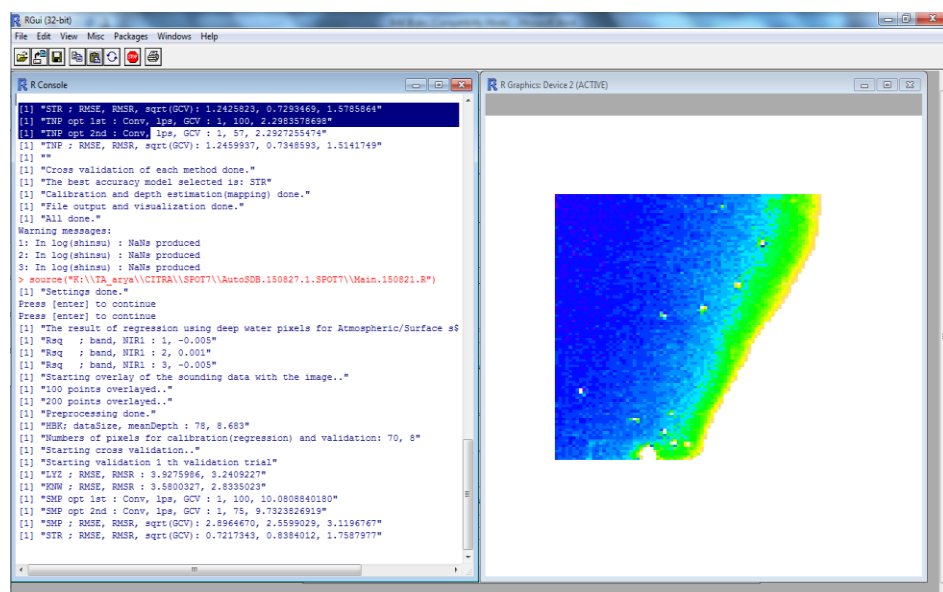 RGui (32-bit)
File Edit View Misc Packages Windows Help
STOP
R Console
[1] "STR ; RMSE, RMSR, sqrt(GCV): 1.2425823, 0.7293469, 1.5785864"
[1] "TNP opt 1st : Conv, lps, GCV : 1, 100, 2.2983578698"
[1] "TNP opt 2nd : Conv, lps, GCV : 1, 57, 2.2927255474"
[1] "TNP ; RMSE, RMSR, sqrt(GCV): 1.2459937, 0.7348593, 1.5141749"
[1] ""
[1] "Cross validation of each method done."
[1] "The best accuracy model selected is: STR"
[1] "Calibration and depth estimation(mapping) done."
[1] "File output and visualization done."
[1] "All done."
Warning messages:
1: In log(shinsu) : NaNs produced
2: In log(shinsu) : NaNs produced
3: In log(shinsu) : NaNs produced
> source("K:\\TA_arya\\CITRA\\SPOT7\\AutoSDB.150827.1.SPOT7\\Main.150821.R")
[1] "Settings done."
Press [enter] to continue
Press [enter] to continue
[1] "The result of regression using deep water pixels for Atmospheric/Surface s$
[1] "Rsq   ; band, NIR1 : 1, -0.005"
[1] "Rsq   ; band, NIR1 : 2, 0.001"
[1] "Rsq   ; band, NIR1 : 3, -0.005"
[1] "Starting overlay of the sounding data with the image.."
[1] "100 points overlayed.."
[1] "200 points overlayed.."
[1] "Preprocessing done."
[1] "HBK; dataSize, meanDepth : 78, 8.683"
[1] "Numbers of pixels for calibration(regression) and validation: 70, 8"
[1] "Starting cross validation.."
[1] "Starting validation 1 th validation trial"
[1] "LYZ ; RMSE, RMSR : 3.9275986, 3.2409227"
[1] "KNW ; RMSE, RMSR : 3.5800327, 2.8335023"
[1] "SMP opt 1st : Conv, lps, GCV : 1, 100, 10.0808840180"
[1] "SMP opt 2nd : Conv, lps, GCV : 1, 75, 9.7323826919"
[1] "SMP ; RMSE, RMSR, sqrt(GCV): 2.8964670, 2.5599029, 3.1196767"
[1] "STR ; RMSE, RMSR, sqrt(GCV): 0.7217343, 0.8384012, 1.7587977"
R Graphics: Device 2 (ACTIVE)